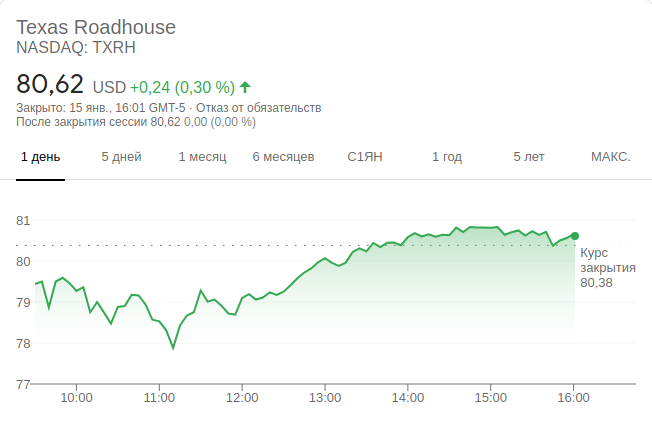 Texas Roadhouse
NASDAQ: TXRH
80,62 USD +0,24 (0,30 %)
Закрыто: 15 янв., 16:01 GMT-5 · Отказ от обязательств
После закрытия сессии 80,62 0,00 (0,00 %)
1 день 5 дней 1 месяц 6 месяцев С1ЯН 1 год 5 лет МАКС.
81
80
79
78
77
Курс
закрытия
80,38
10:00 11:00 12:00 13:00 14:00 15:00 16:00